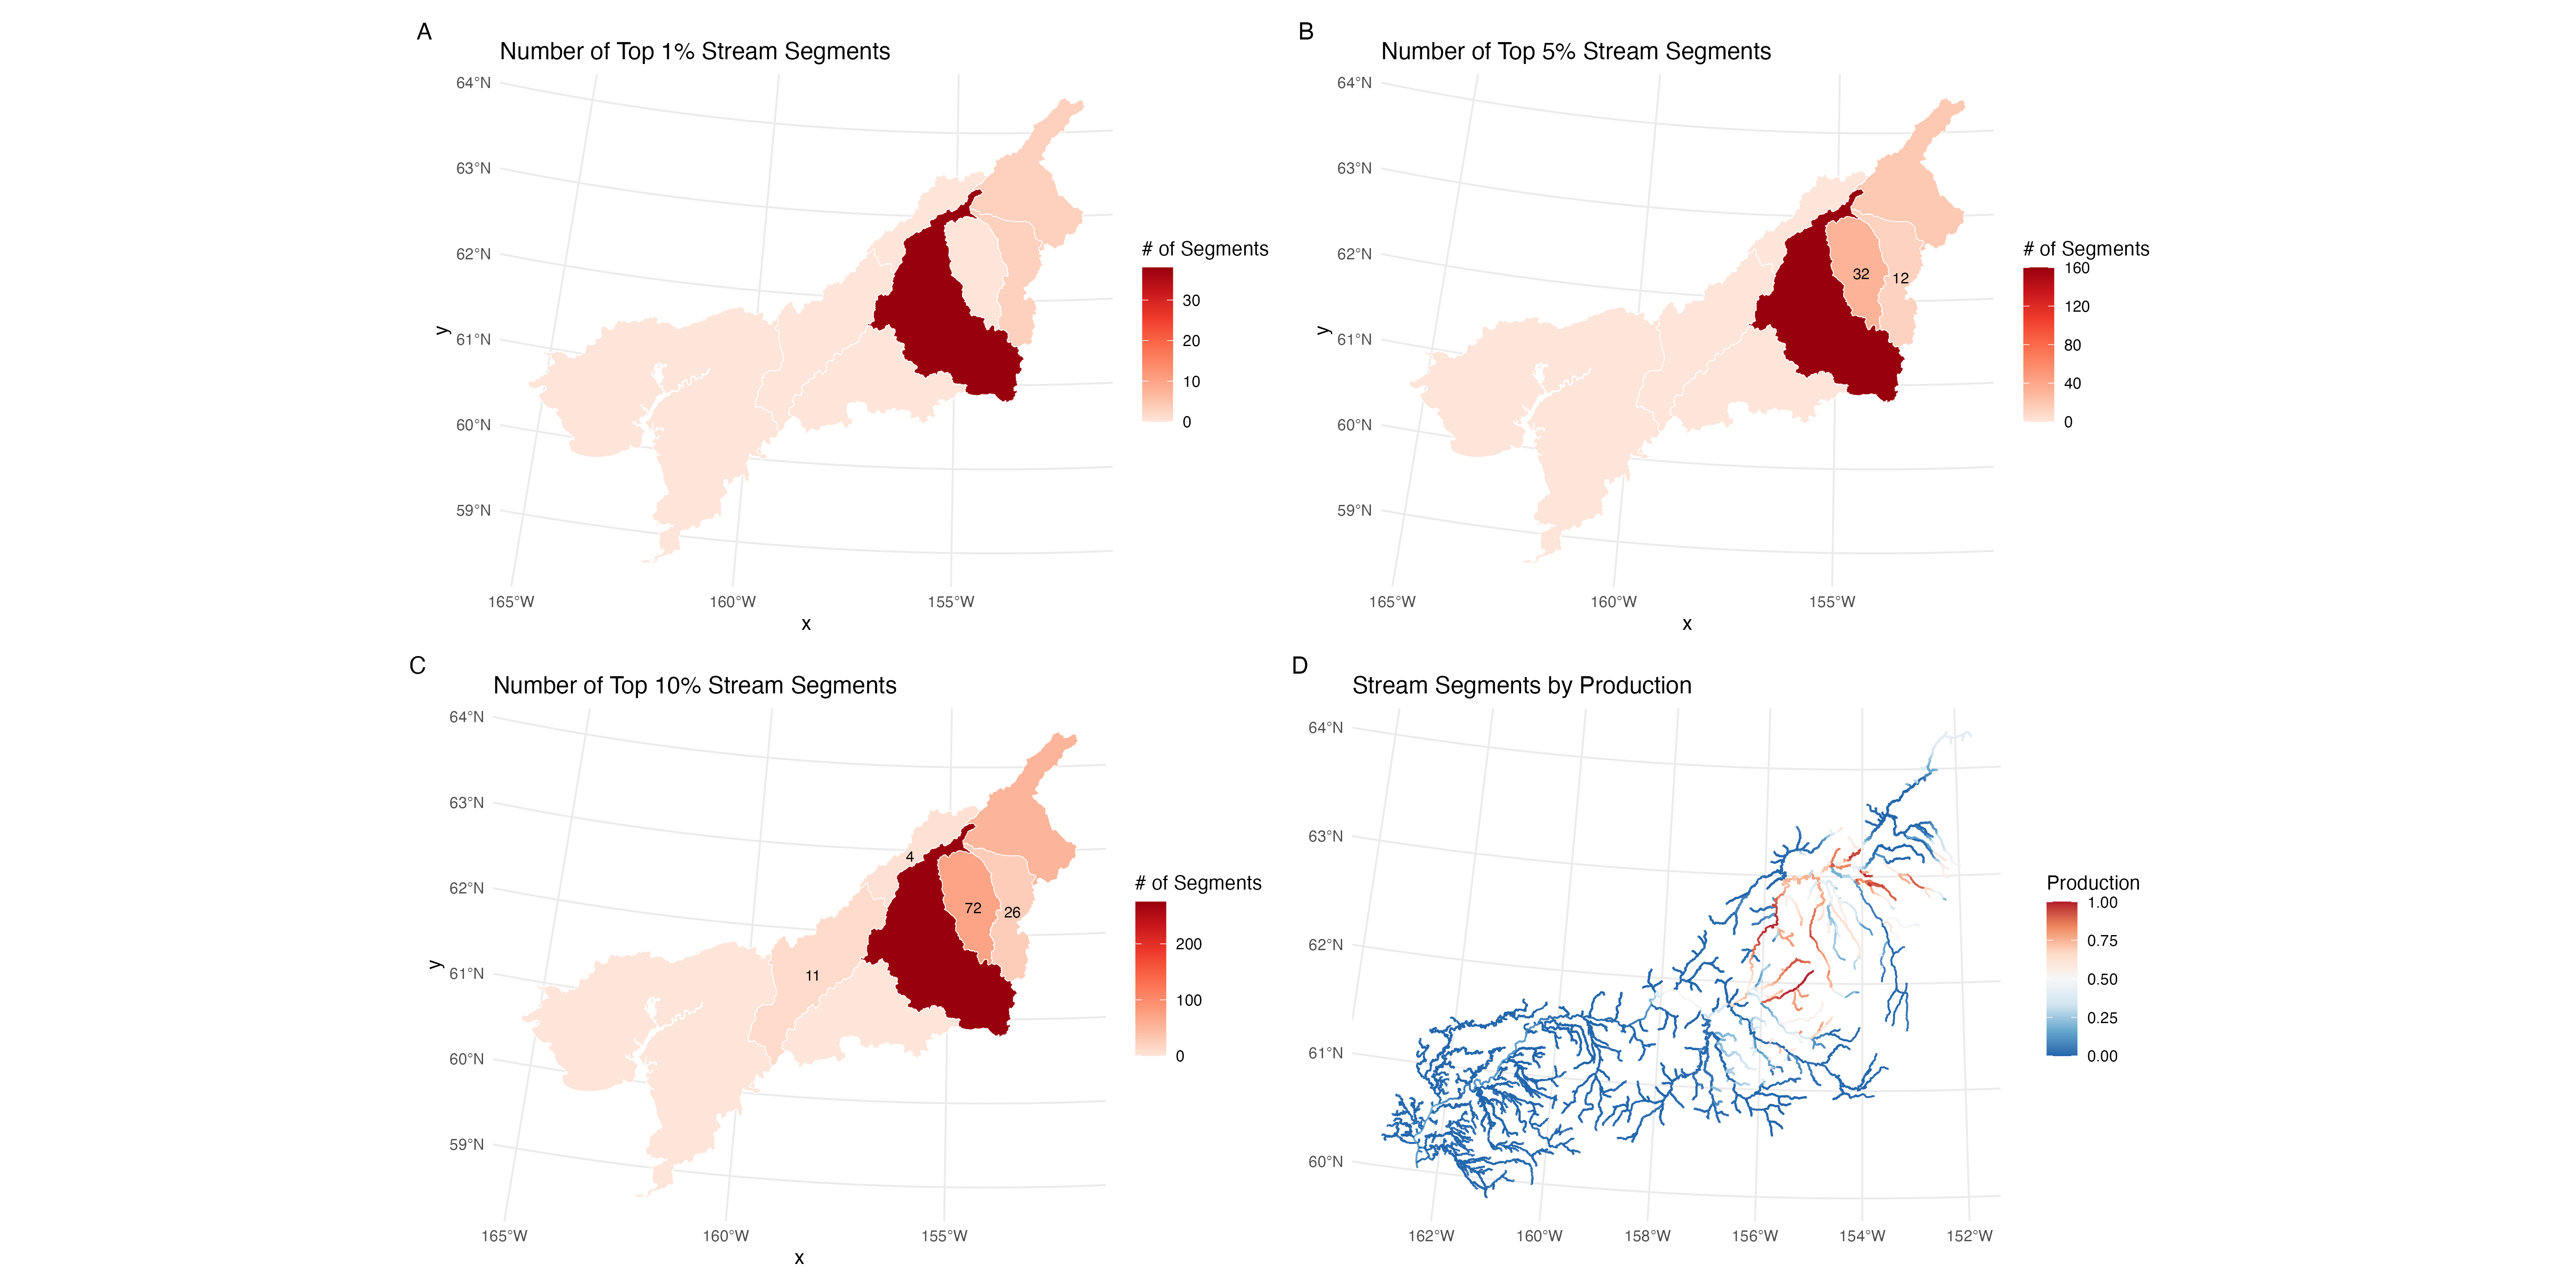 A
Number of Top 1% Stream Segments
64°N
63°N
62°N
61°N
60°N
59°N
y
165°W 160°W 155°W
x
# of Segments
30
20
10
0
B
Number of Top 5% Stream Segments
64°N
63°N
62°N
61°N
60°N
59°N
y
32 12
165°W 160°W 155°W
x
# of Segments
160
120
80
40
0
C
Number of Top 10% Stream Segments
64°N
63°N
62°N
61°N
60°N
59°N
y
4
72 26
11
165°W 160°W 155°W
x
# of Segments
200
100
0
D
Stream Segments by Production
64°N
63°N
62°N
61°N
60°N
162°W 160°W 158°W 156°W 154°W 152°W
Production
1.00
0.75
0.50
0.25
0.00